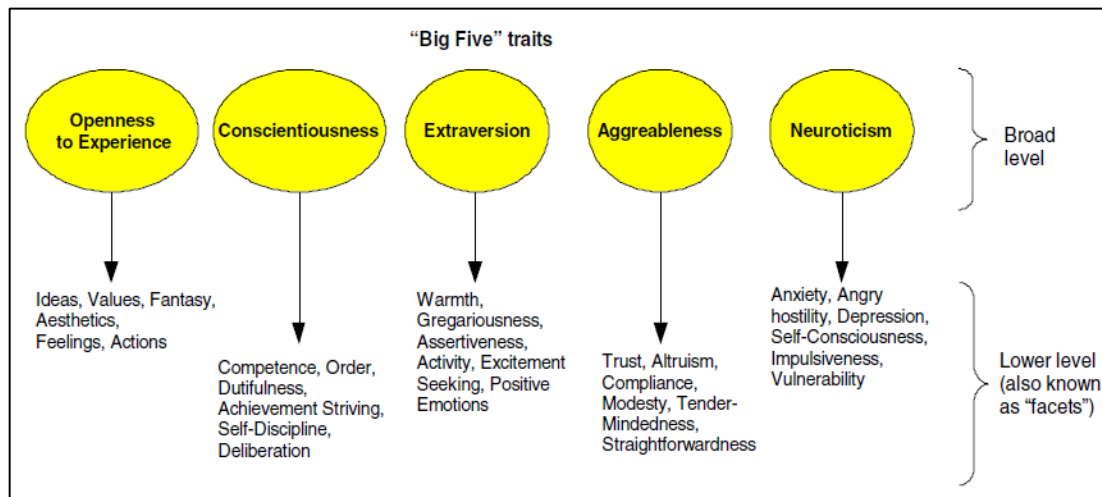 “Big Five” traits
Openness
to Experience
Conscientiousness
Extraversion
Aggreableness
Neuroticism
Broad
level
Ideas, Values, Fantasy,
Aesthetics,
Feelings, Actions
Competence, Order,
Dutifulness,
Achievement Striving,
Self-Discipline,
Deliberation
Warmth,
Gregariousness,
Assertiveness,
Activity, Excitement
Seeking, Positive
Emotions
Trust, Altruism,
Compliance,
Modesty, Tender-
Mindedness,
Straightforwardness
Anxiety, Angry
hostility, Depression,
Self-Consciousness,
Impulsiveness,
Vulnerability
Lower level
(also known
as “facets”)